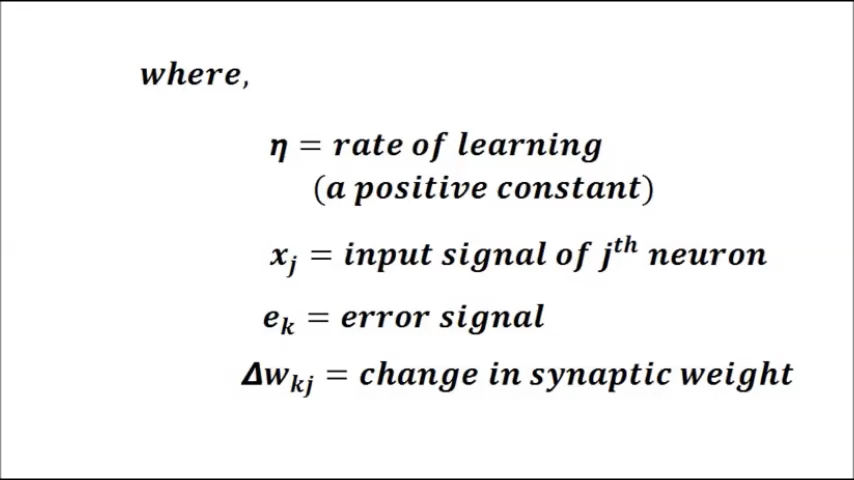 where,
η = rate of learning
(a positive constant)
xⱼ = input signal of jᵗʰ neuron
eₖ = error signal
Δwₖⱼ = change in synaptic weight